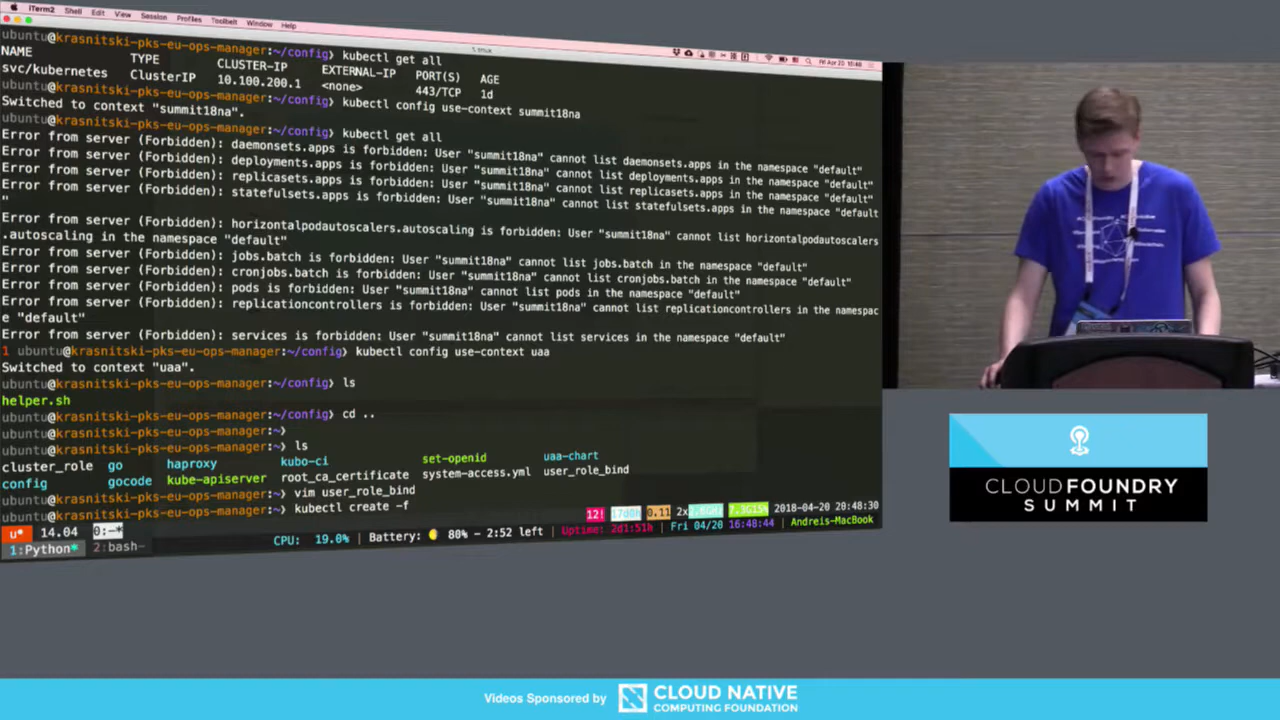 iTerm2 Shell Edit View Session Profiles Toolbelt Window Help
ubuntu@krasnitski-pks-eu-ops-manager:~/config❯ kubectl get all
NAME TYPE CLUSTER-IP EXTERNAL-IP PORT(S) AGE
svc/kubernetes ClusterIP 10.100.200.1 <none> 443/TCP 1d
ubuntu@krasnitski-pks-eu-ops-manager:~/config❯ kubectl config use-context summit18na
Switched to context "summit18na".
ubuntu@krasnitski-pks-eu-ops-manager:~/config❯ kubectl get all
Error from server (Forbidden): daemonsets.apps is forbidden: User "summit18na" cannot list daemonsets.apps in the namespace "default"
Error from server (Forbidden): deployments.apps is forbidden: User "summit18na" cannot list deployments.apps in the namespace "default"
Error from server (Forbidden): replicasets.apps is forbidden: User "summit18na" cannot list replicasets.apps in the namespace "default"
Error from server (Forbidden): statefulsets.apps is forbidden: User "summit18na" cannot list statefulsets.apps in the namespace "default
"
Error from server (Forbidden): horizontalpodautoscalers.autoscaling is forbidden: User "summit18na" cannot list horizontalpodautoscalers
.autoscaling in the namespace "default"
Error from server (Forbidden): jobs.batch is forbidden: User "summit18na" cannot list jobs.batch in the namespace "default"
Error from server (Forbidden): cronjobs.batch is forbidden: User "summit18na" cannot list cronjobs.batch in the namespace "default"
Error from server (Forbidden): pods is forbidden: User "summit18na" cannot list pods in the namespace "default"
Error from server (Forbidden): replicationcontrollers is forbidden: User "summit18na" cannot list replicationcontrollers in the namespac
e "default"
Error from server (Forbidden): services is forbidden: User "summit18na" cannot list services in the namespace "default"
1 ubuntu@krasnitski-pks-eu-ops-manager:~/config❯ kubectl config use-context uaa
Switched to context "uaa".
ubuntu@krasnitski-pks-eu-ops-manager:~/config❯ ls
helper.sh
ubuntu@krasnitski-pks-eu-ops-manager:~/config❯ cd ..
ubuntu@krasnitski-pks-eu-ops-manager:~❯
ubuntu@krasnitski-pks-eu-ops-manager:~❯ ls
cluster_role go haproxy kubo-ci set-openid uaa-chart
config gocode kube-apiserver root_ca_certificate system-access.yml user_role_bind
ubuntu@krasnitski-pks-eu-ops-manager:~❯ vim user_role_bind
ubuntu@krasnitski-pks-eu-ops-manager:~❯ kubectl create -f
u* 14.04 0:-* 12! 0.11 2x 2018-04-20 20:48:30
1:Python* 2:bash- CPU: 19.0% | Battery: 80% - 2:52 left | Uptime: 2d1:51h | Fri 04/20 16:48:44 | Andreis-MacBook
CLOUD FOUNDRY
SUMMIT
Videos Sponsored by CLOUD NATIVE
COMPUTING FOUNDATION